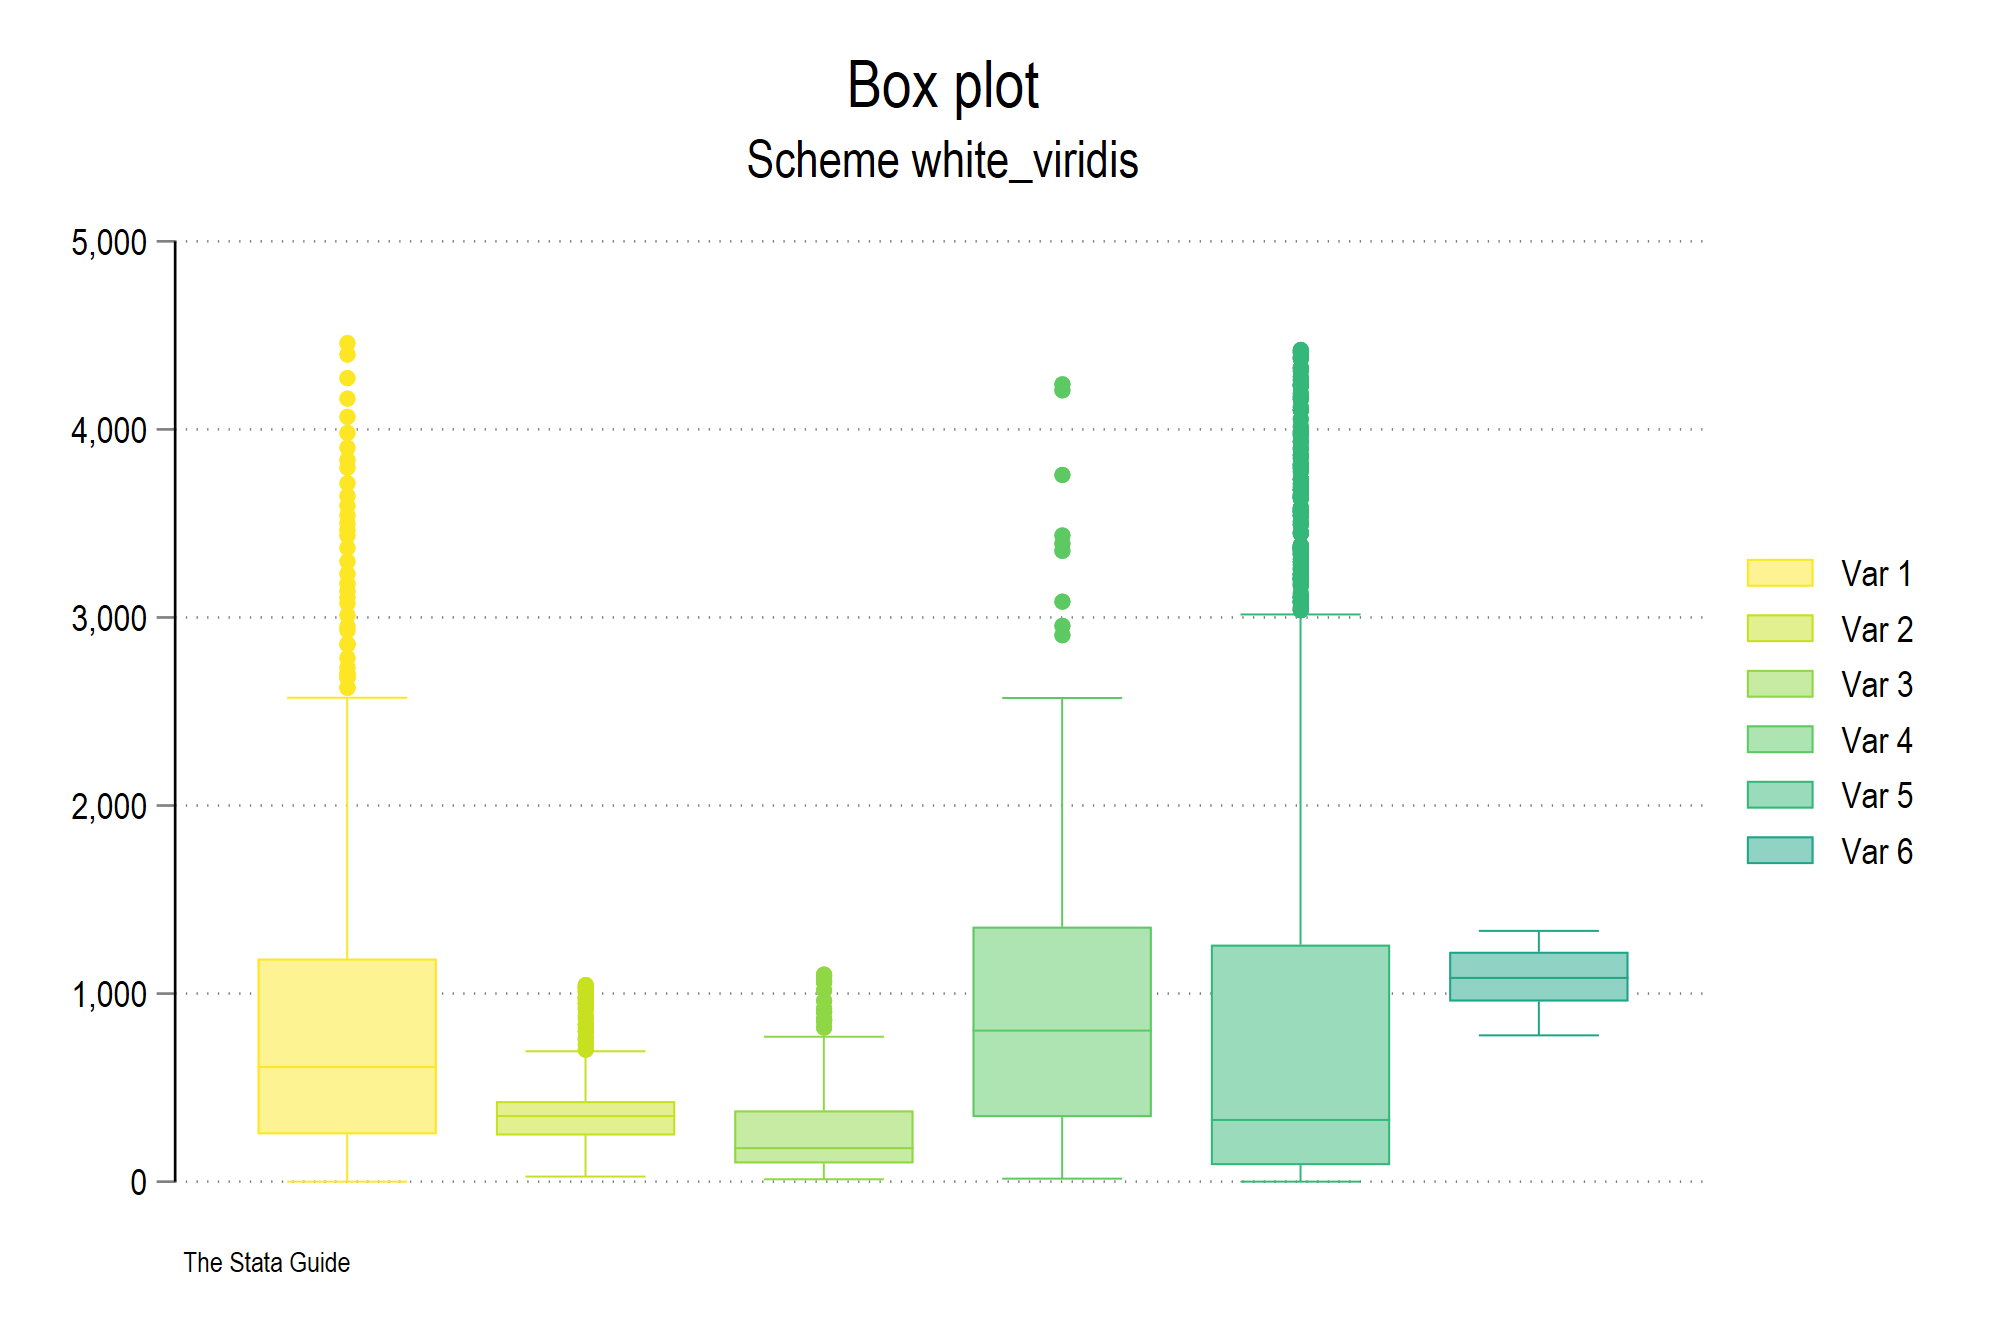 Box plot
Scheme white_viridis
5,000
4,000
3,000
2,000
1,000
0
Var 1
Var 2
Var 3
Var 4
Var 5
Var 6
The Stata Guide